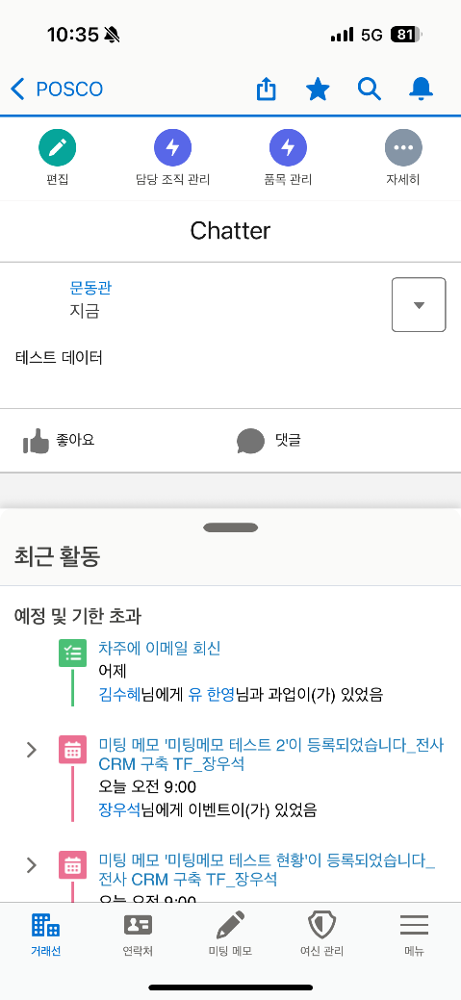 10:35
5G 81
POSCO
편집
담당 조직 관리
품목 관리
자세히
Chatter
문동관
지금
테스트 데이터
좋아요
댓글
최근 활동
예정 및 기한 초과
차주에 이메일 회신
어제
김수혜님에게 유 한영님과 과업이(가) 있었음
미팅 메모 '미팅메모 테스트 2'이 등록되었습니다_전사
CRM 구축 TF_장우석
오늘 오전 9:00
장우석님에게 이벤트이(가) 있었음
미팅 메모 '미팅메모 테스트 현황'이 등록되었습니다_
전사 CRM 구축 TF_장우석
오늘 오전 9:00
거래선
연락처
미팅 메모
여신 관리
메뉴